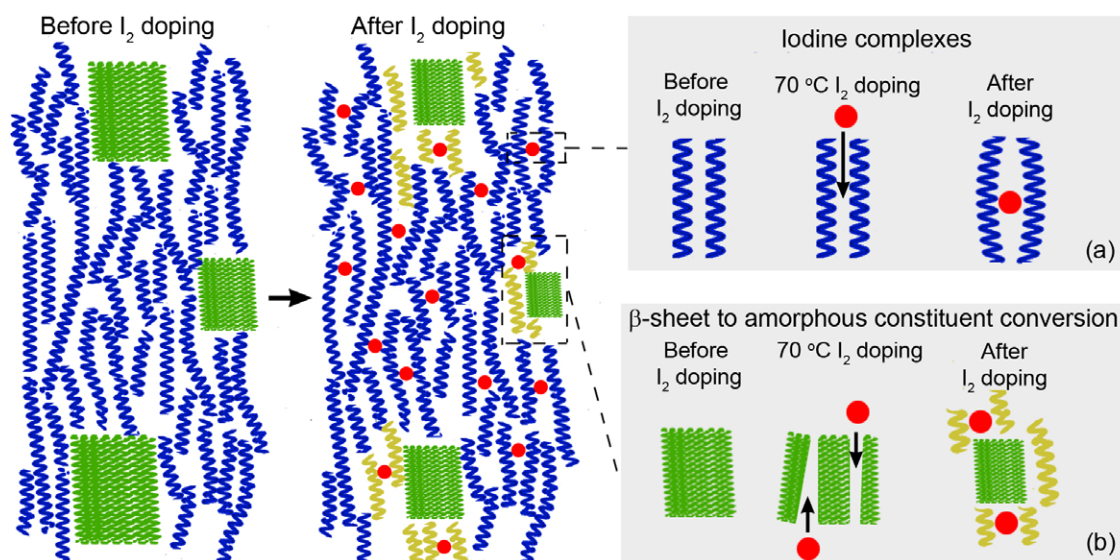 Before I₂ doping
After I₂ doping
Iodine complexes
Before
I₂ doping
70 °C I₂ doping
After
I₂ doping
(a)
β-sheet to amorphous constituent conversion
Before
I₂ doping
70 °C I₂ doping
After
I₂ doping
(b)